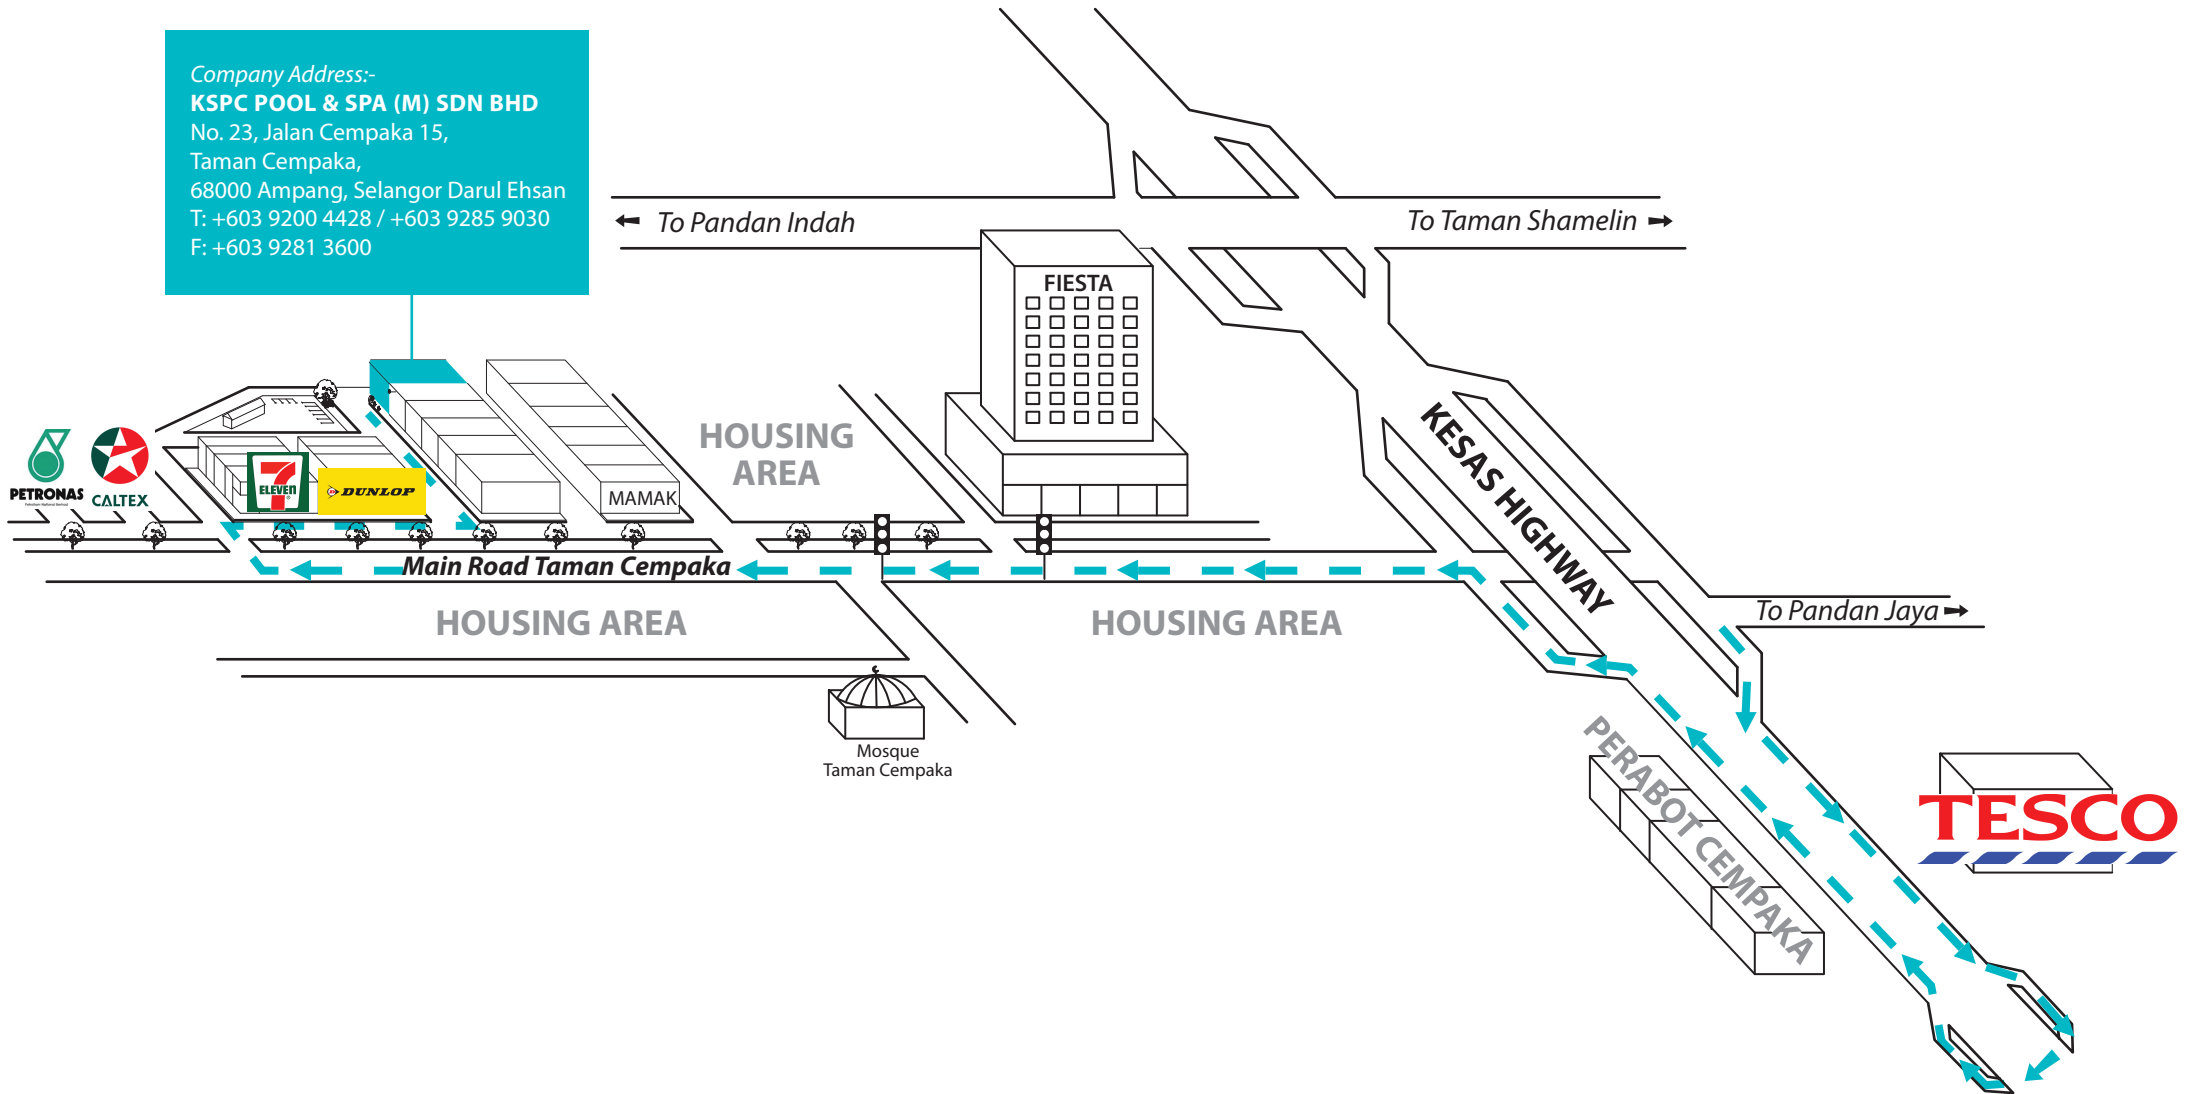 Company Address:-
KSPC POOL & SPA (M) SDN BHD
No. 23, Jalan Cempaka 15,
Taman Cempaka,
68000 Ampang, Selangor Darul Ehsan
T: +603 9200 4428 / +603 9285 9030
F: +603 9281 3600
To Pandan Indah
To Taman Shamelin
FIESTA
KESAS HIGHWAY
HOUSING
AREA
PETRONAS
CALTEX
7
ELEVEN
DUNLOP
MAMAK
Main Road Taman Cempaka
HOUSING AREA
HOUSING AREA
To Pandan Jaya
Mosque
Taman Cempaka
PERABOT CEMPAKA
TESCO